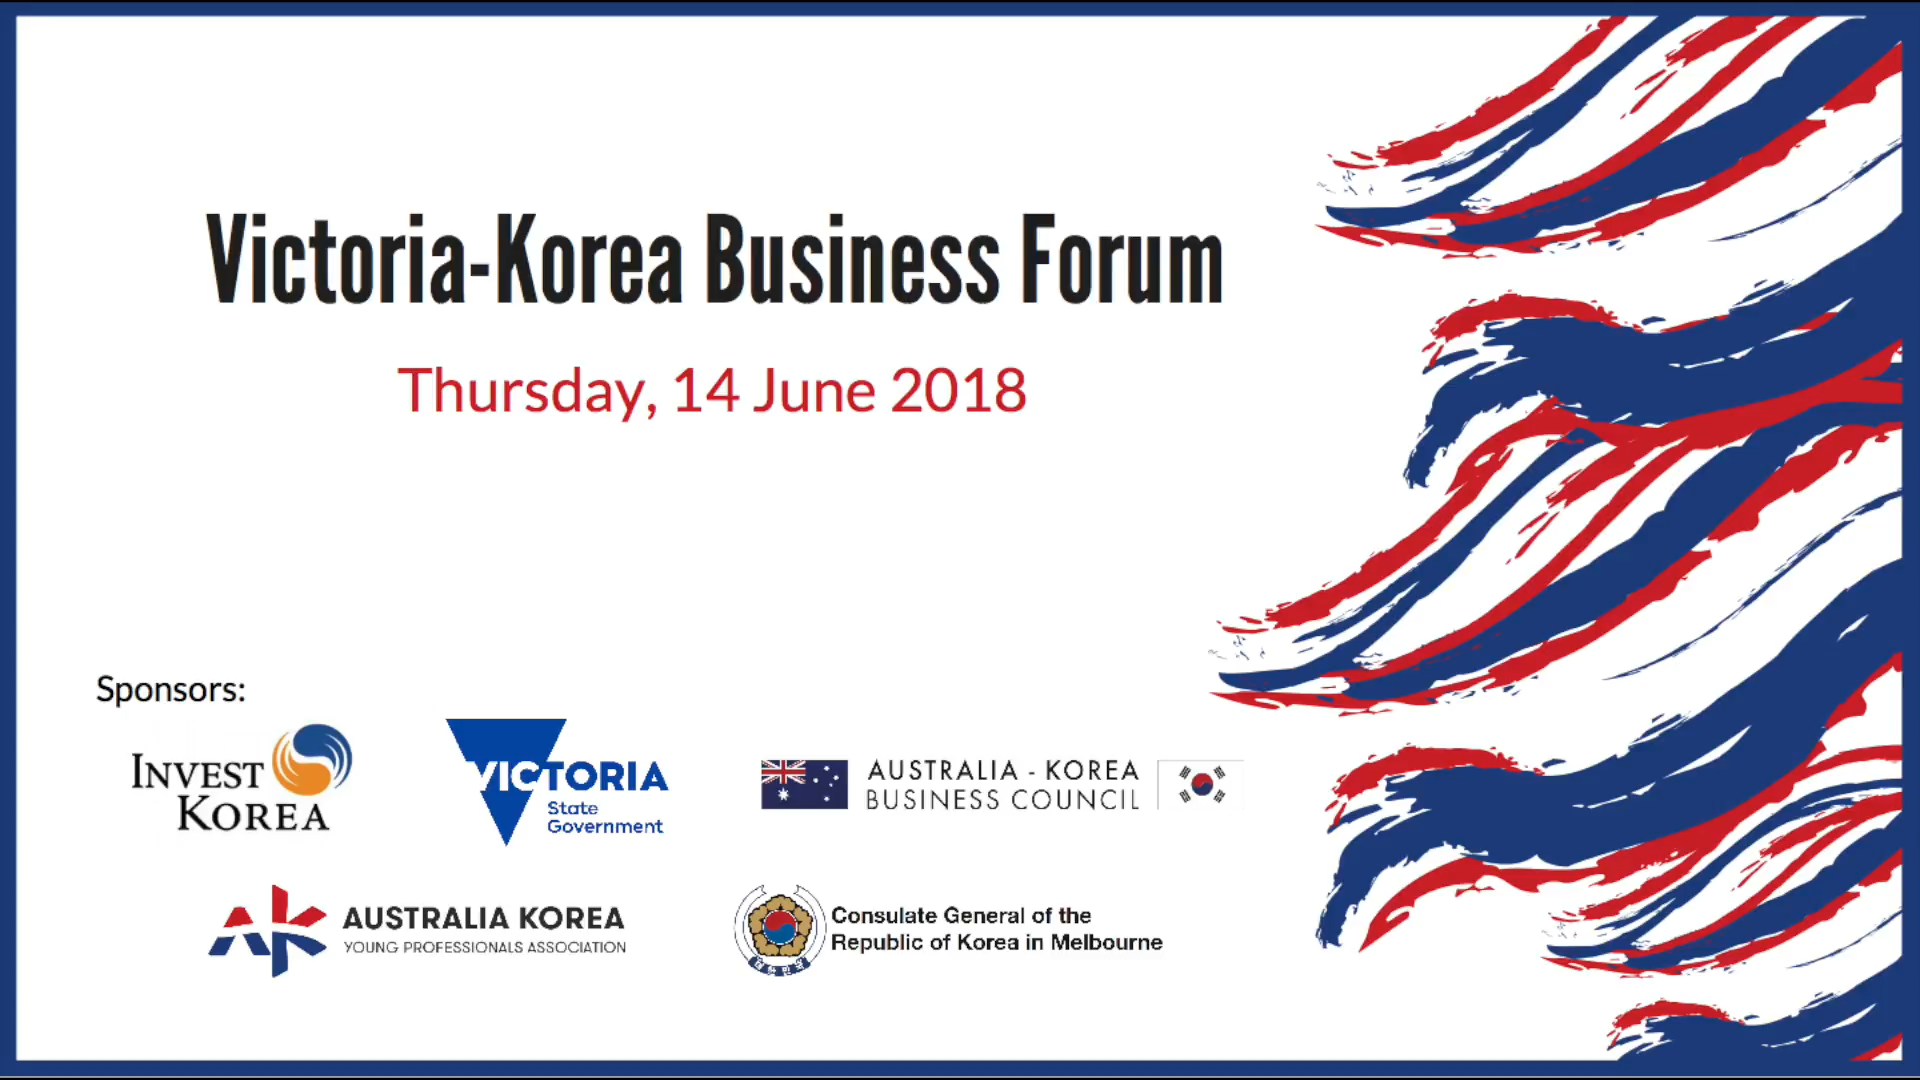 Victoria-Korea Business Forum
Thursday, 14 June 2018
Sponsors:
INVEST
KOREA
VICTORIA
State
Government
AUSTRALIA - KOREA
BUSINESS COUNCIL
AUSTRALIA KOREA
YOUNG PROFESSIONALS ASSOCIATION
Consulate General of the
Republic of Korea in Melbourne